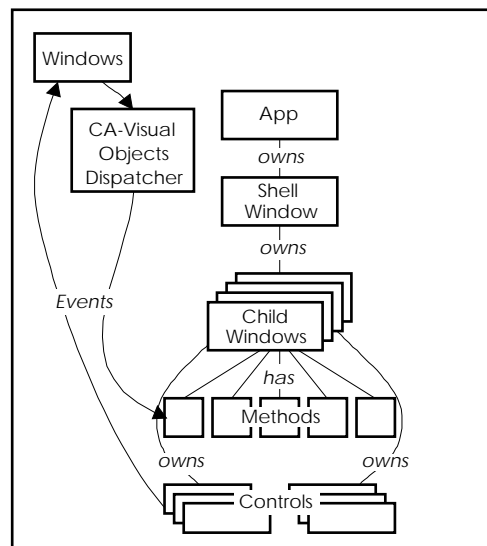 Windows
CA-Visual
Objects
Dispatcher
App
owns
Shell
Window
owns
Events
Child
Windows
has
Methods
owns
owns
Controls